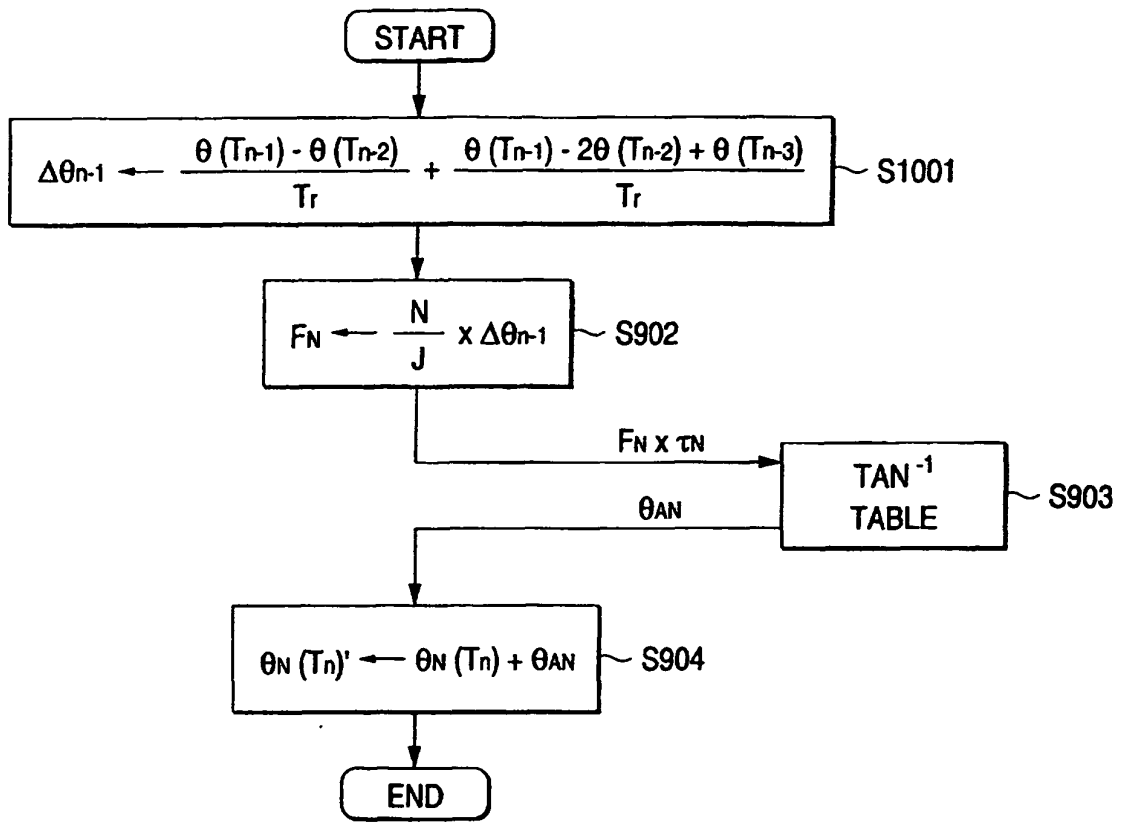 START
Δθn-1 ← θ (Tn-1) - θ (Tn-2) / Tr + θ (Tn-1) - 2θ (Tn-2) + θ (Tn-3) / Tr
S1001
FN ← N / J x Δθn-1
S902
FN x τN
TAN-1
TABLE
S903
θAN
θN (Tn)' ← θN (Tn) + θAN
S904
END